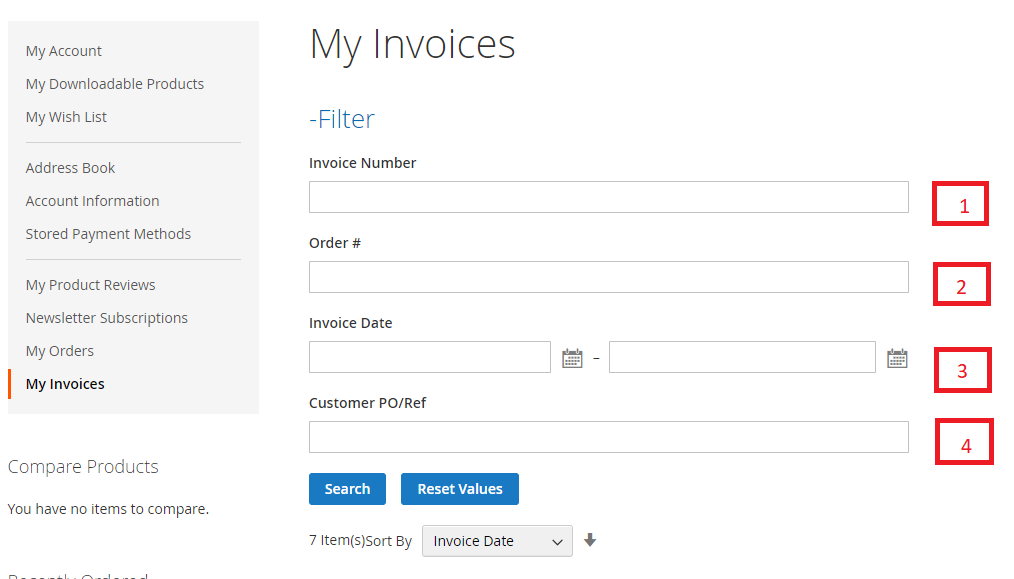 My Account
My Downloadable Products
My Wish List
Address Book
Account Information
Stored Payment Methods
My Product Reviews
Newsletter Subscriptions
My Orders
My Invoices
Compare Products
You have no items to compare.
Recently Ordered
My Invoices
-Filter
Invoice Number
1
Order #
2
Invoice Date
–
3
Customer PO/Ref
4
Search Reset Values
7 Item(s)Sort By Invoice Date